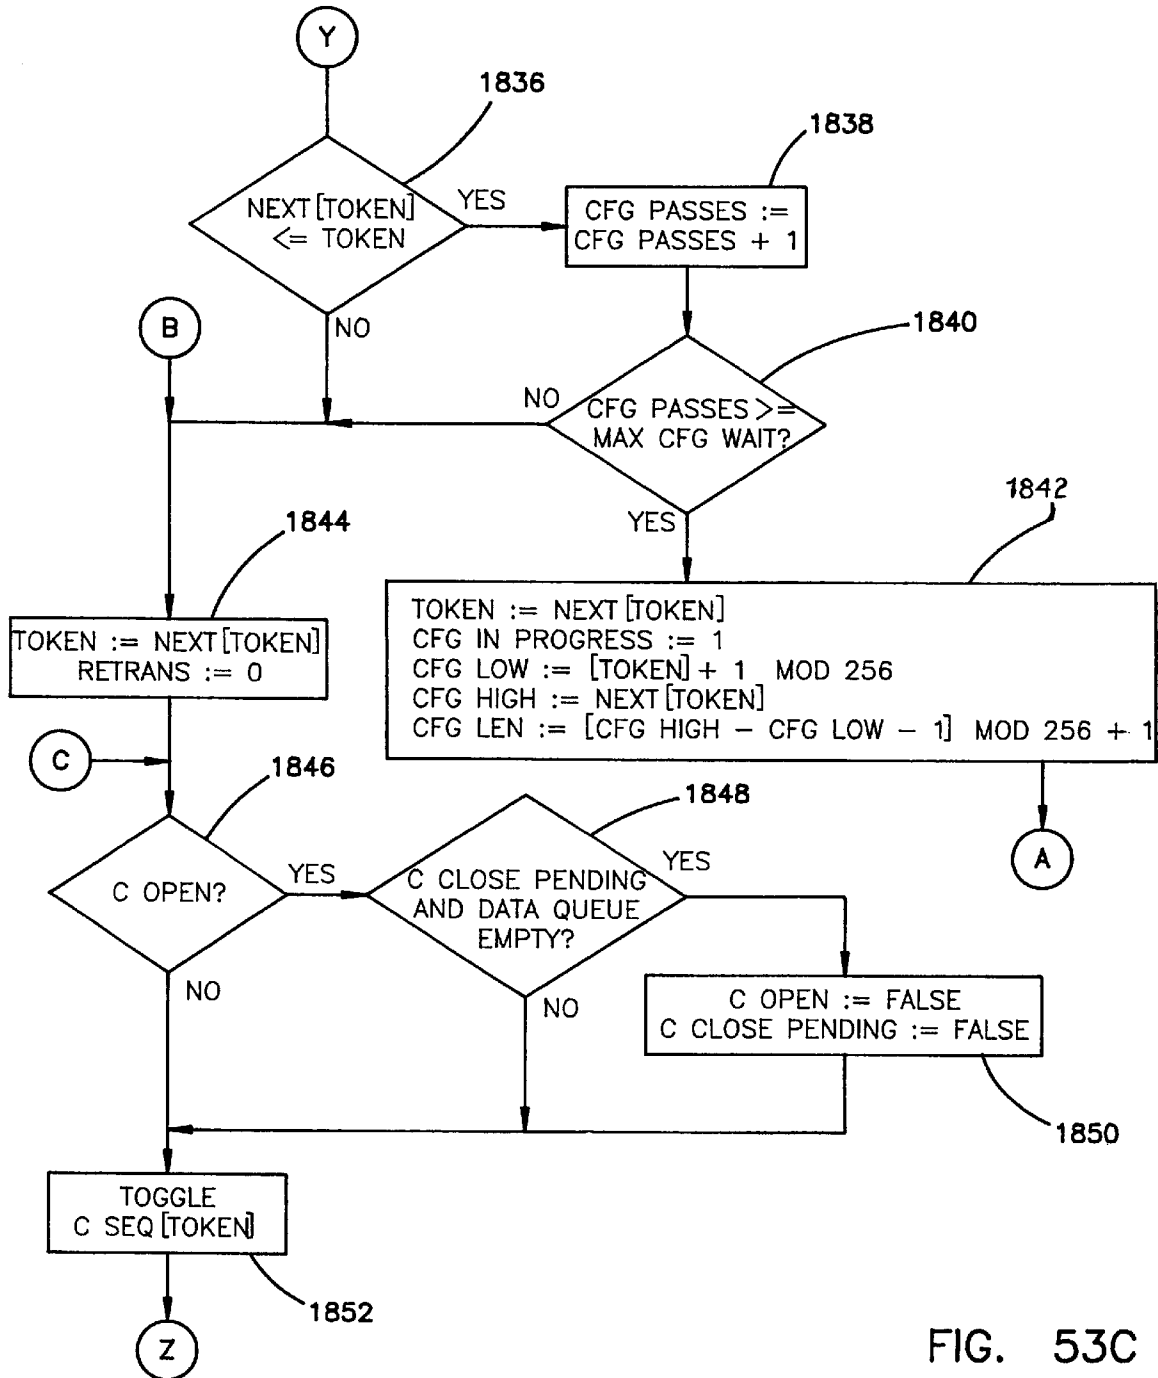 Y
1836
1838
NEXT[TOKEN]
<= TOKEN
YES
CFG PASSES :=
CFG PASSES + 1
NO
B
1840
NO
CFG PASSES >=
MAX CFG WAIT?
YES
1842
1844
TOKEN := NEXT[TOKEN]
RETRANS := 0
TOKEN := NEXT[TOKEN]
CFG IN PROGRESS := 1
CFG LOW := [TOKEN] + 1 MOD 256
CFG HIGH := NEXT[TOKEN]
CFG LEN := [CFG HIGH – CFG LOW – 1] MOD 256 + 1
C
1846
1848
A
C OPEN?
YES
C CLOSE PENDING
AND DATA QUEUE
EMPTY?
YES
NO
NO
C OPEN := FALSE
C CLOSE PENDING := FALSE
1850
TOGGLE
C SEQ[TOKEN]
1852
Z
FIG. 53C